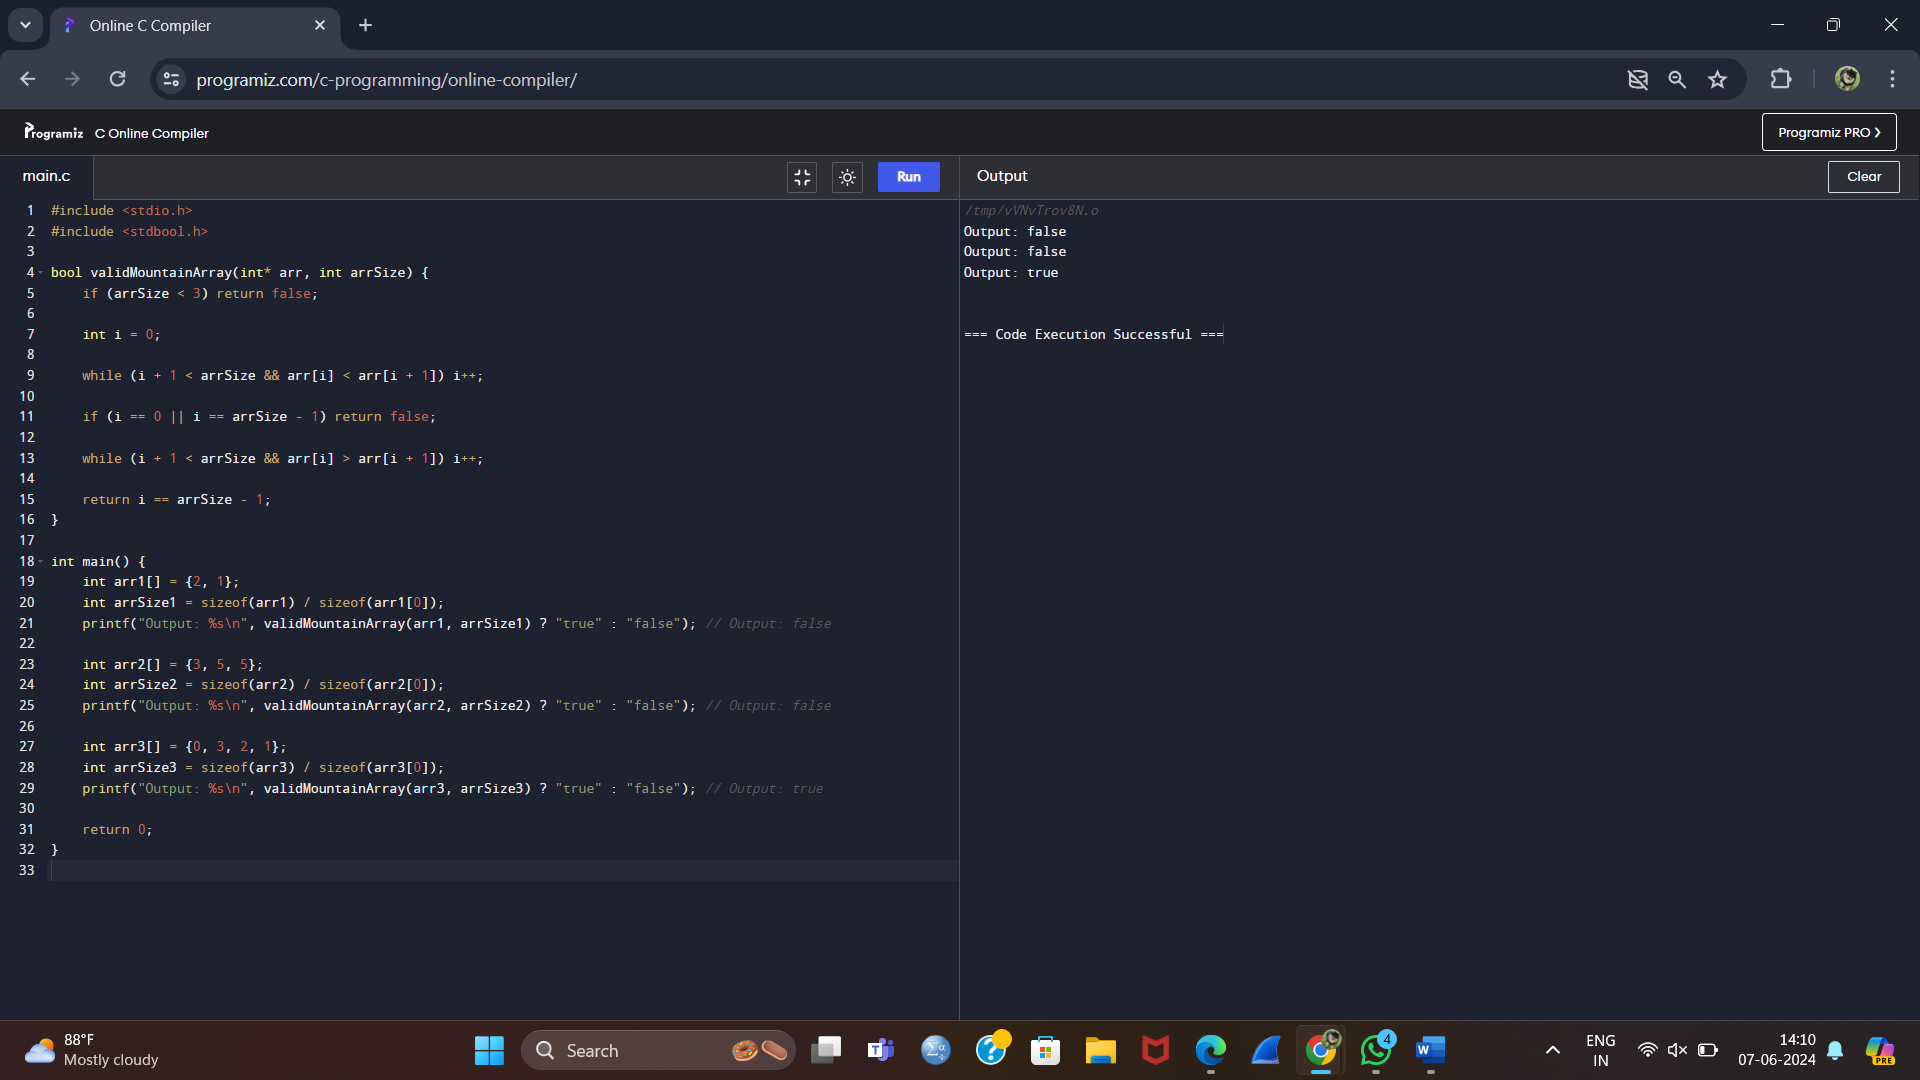 Online C Compiler
programiz.com/c-programming/online-compiler/
Programiz C Online Compiler
Programiz PRO
main.c
Run
Output
Clear
1 #include <stdio.h>
2 #include <stdbool.h>
3
4 bool validMountainArray(int* arr, int arrSize) {
5 if (arrSize < 3) return false;
6
7 int i = 0;
8
9 while (i + 1 < arrSize && arr[i] < arr[i + 1]) i++;
10
11 if (i == 0 || i == arrSize - 1) return false;
12
13 while (i + 1 < arrSize && arr[i] > arr[i + 1]) i++;
14
15 return i == arrSize - 1;
16 }
17
18 int main() {
19 int arr1[] = {2, 1};
20 int arrSize1 = sizeof(arr1) / sizeof(arr1[0]);
21 printf("Output: %s\n", validMountainArray(arr1, arrSize1) ? "true" : "false"); // Output: false
22
23 int arr2[] = {3, 5, 5};
24 int arrSize2 = sizeof(arr2) / sizeof(arr2[0]);
25 printf("Output: %s\n", validMountainArray(arr2, arrSize2) ? "true" : "false"); // Output: false
26
27 int arr3[] = {0, 3, 2, 1};
28 int arrSize3 = sizeof(arr3) / sizeof(arr3[0]);
29 printf("Output: %s\n", validMountainArray(arr3, arrSize3) ? "true" : "false"); // Output: true
30
31 return 0;
32 }
33
/tmp/vVNvTrov8N.o
Output: false
Output: false
Output: true
=== Code Execution Successful ===
88°F
Mostly cloudy
Search
4
ENG
IN
14:10
07-06-2024
PRE